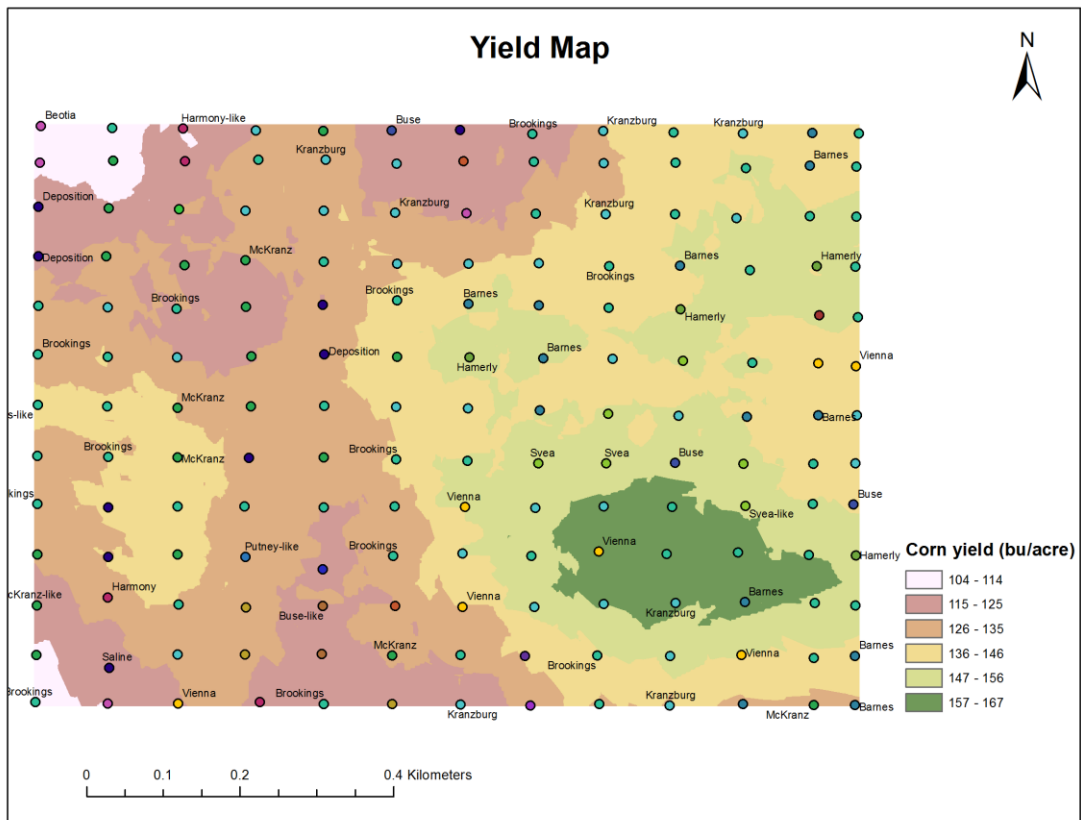 Yield Map
N
Beotia
Harmony-like
Buse
Brookings
Kranzburg
Kranzburg
Kranzburg
Barnes
Deposition
Kranzburg
Kranzburg
Deposition
McKranz
Brookings
Barnes
Hamerly
Brookings
Brookings
Barnes
Hamerly
Brookings
Deposition
Hamerly
Barnes
Vienna
s-like
McKranz
Barnes
Brookings
McKranz
Brookings
Svea
Svea
Buse
kings
Vienna
Svea-like
Buse
Putney-like
Brookings
Vienna
Hamerly
Corn yield (bu/acre)
104 - 114
115 - 125
126 - 135
136 - 146
147 - 156
157 - 167
McKranz-like
Harmony
Buse-like
Vienna
Kranzburg
Barnes
Saline
McKranz
Brookings
Vienna
Barnes
Brookings
Vienna
Brookings
Kranzburg
Kranzburg
McKranz
Barnes
0 0.1 0.2 0.4 Kilometers